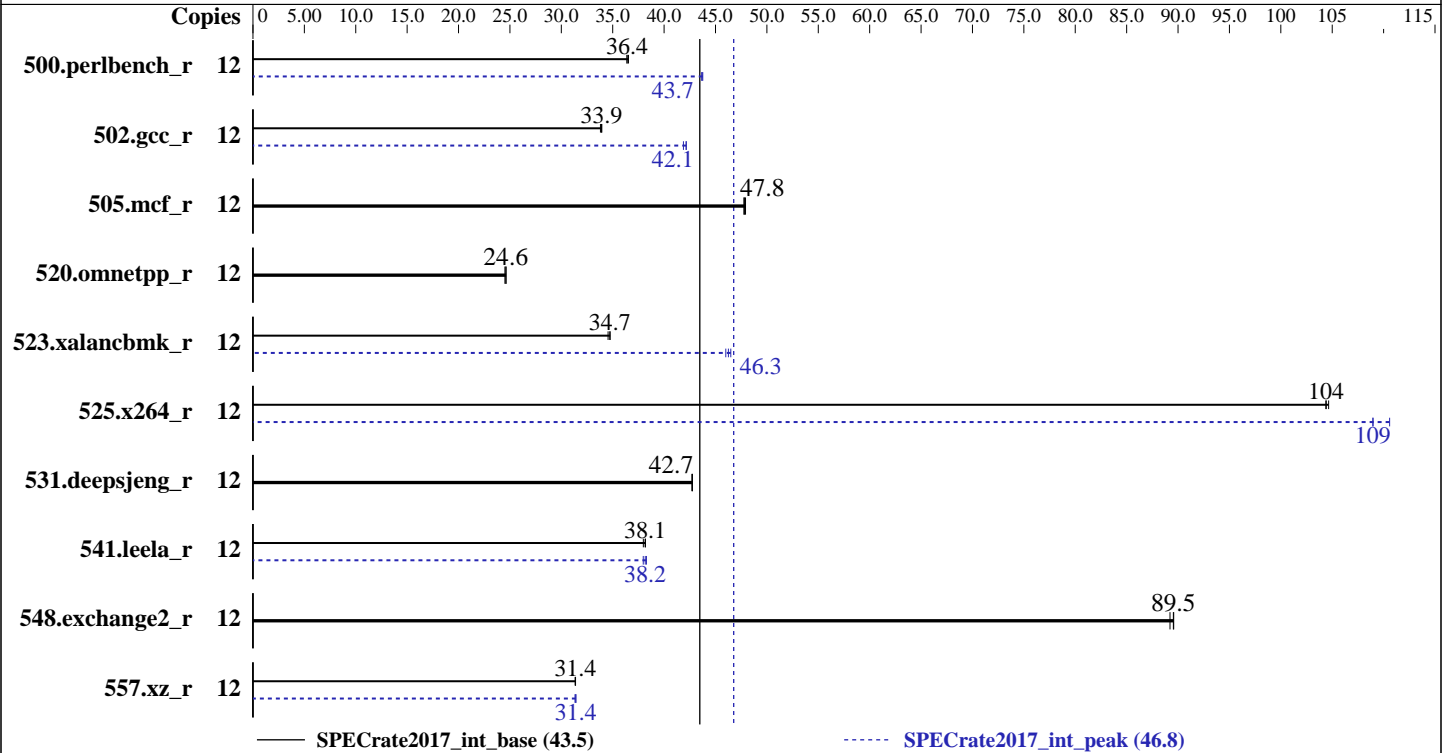 Copies 0 5.00 10.0 15.0 20.0 25.0 30.0 35.0 40.0 45.0 50.0 55.0 60.0 65.0 70.0 75.0 80.0 85.0 90.0 95.0 100 105 115
36.4
500.perlbench_r 12
43.7
33.9
502.gcc_r 12
42.1
47.8
505.mcf_r 12
24.6
520.omnetpp_r 12
34.7
523.xalancbmk_r 12
46.3
104
525.x264_r 12
109
42.7
531.deepsjeng_r 12
38.1
541.leela_r 12
38.2
89.5
548.exchange2_r 12
31.4
557.xz_r 12
31.4
SPECrate2017_int_base (43.5) SPECrate2017_int_peak (46.8)